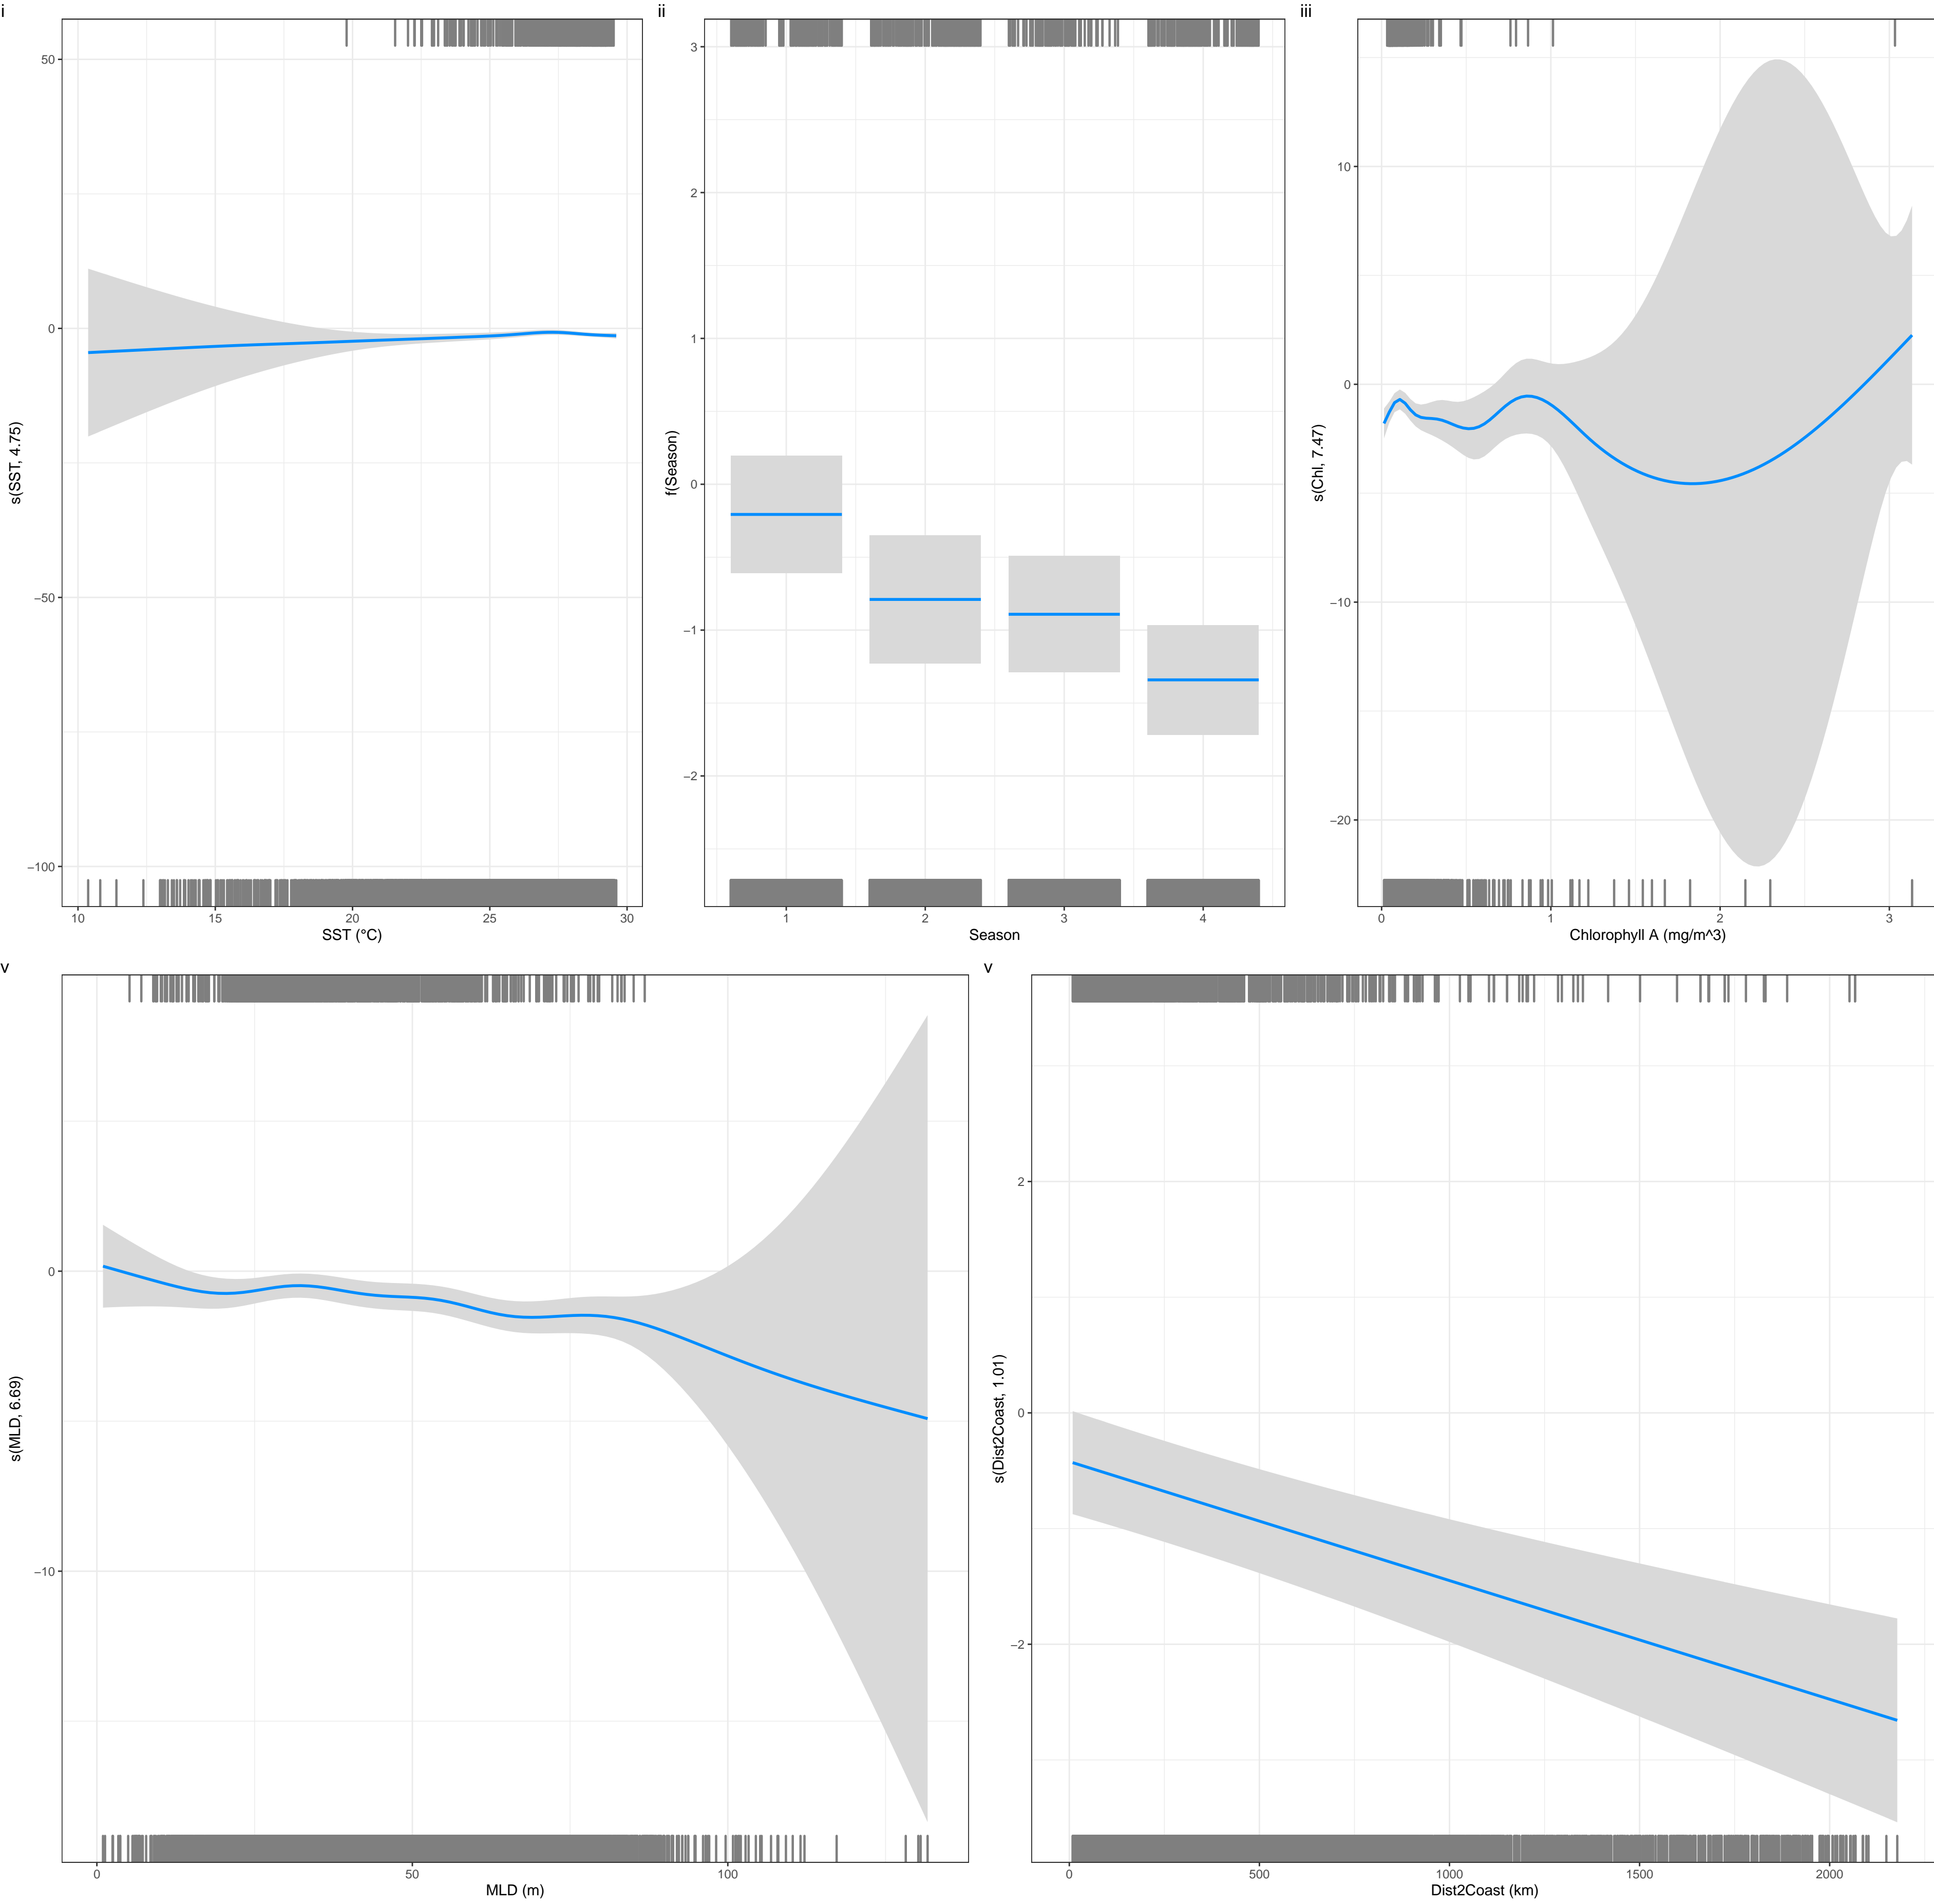 i
50
0
−50
−100
s(SST, 4.75)
10 15 20 25 30
SST (°C)
ii
3
2
1
0
−1
−2
f(Season)
1 2 3 4
Season
iii
10
0
−10
−20
s(Chl, 7.47)
0 1 2 3
Chlorophyll A (mg/m^3)
v
0
−10
s(MLD, 6.69)
0 50 100
MLD (m)
v
2
0
−2
s(Dist2Coast, 1.01)
0 500 1000 1500 2000
Dist2Coast (km)